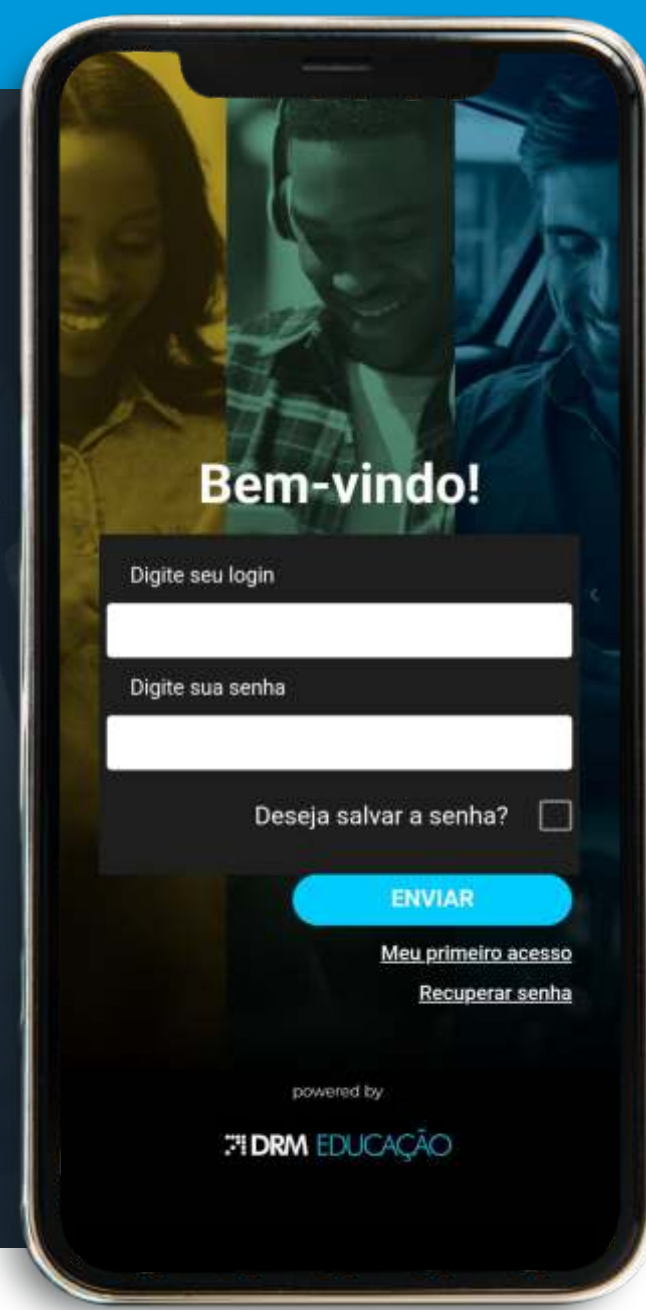 Bem-vindo!
Digite seu login
Digite sua senha
Deseja salvar a senha?
ENVIAR
Meu primeiro acesso
Recuperar senha
powered by
DRM EDUCAÇÃO